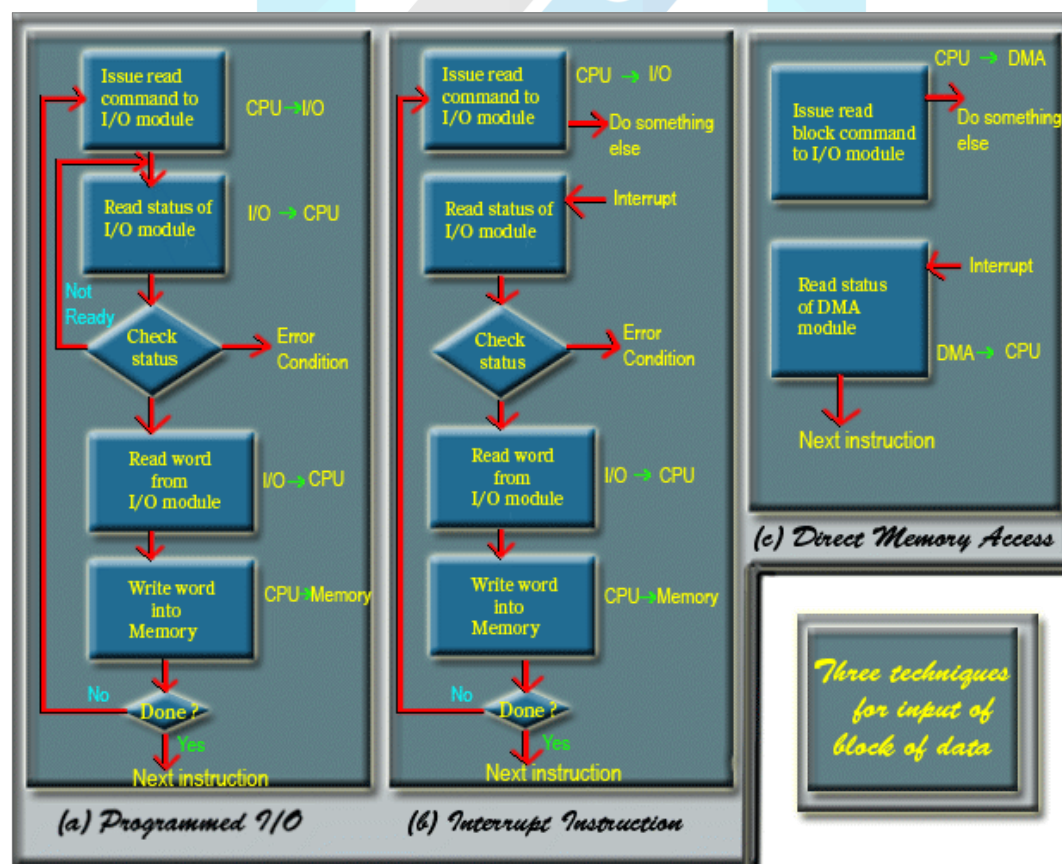 Issue read
command to
I/O module
CPU→I/O
Read status of
I/O module
I/O → CPU
Not
Ready
Check
status
Error
Condition
Read word
from
I/O module
I/O→CPU
Write word
into
Memory
CPU→Memory
No
Done ?
Yes
Next instruction
(a) Programmed I/O
Issue read
command to
I/O module
CPU → I/O
Do something
else
Read status of
I/O module
Interrupt
Check
status
Error
Condition
Read word
from
I/O module
I/O → CPU
Write word
into
Memory
CPU→Memory
No
Done ?
Yes
Next instruction
(b) Interrupt Instruction
CPU → DMA
Issue read
block command
to I/O module
Do something
else
Interrupt
Read status
of DMA
module
DMA→ CPU
Next instruction
(c) Direct Memory Access
Three techniques
for input of
block of data